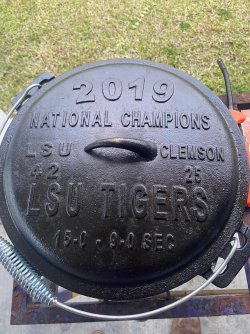 2019
NATIONAL CHAMPIONS
LSU CLEMSON
42 25
LSU TIGERS
15-0 - 9-0 SEC